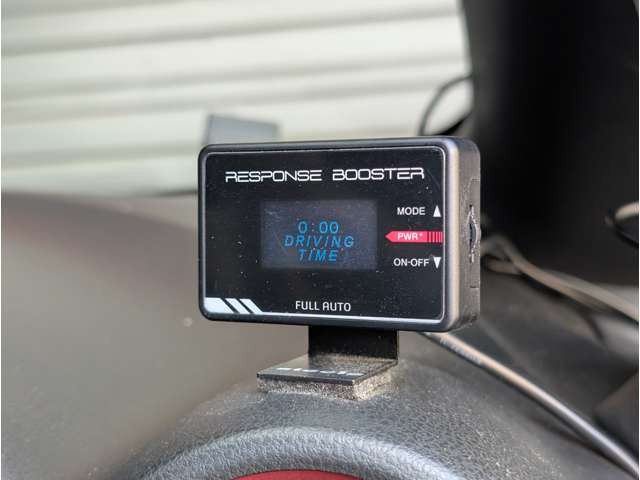 RESPONSE BOOSTER
0:00
DRIVING
TIME
MODE ▲
PWR+
ON-OFF ▼
FULL AUTO